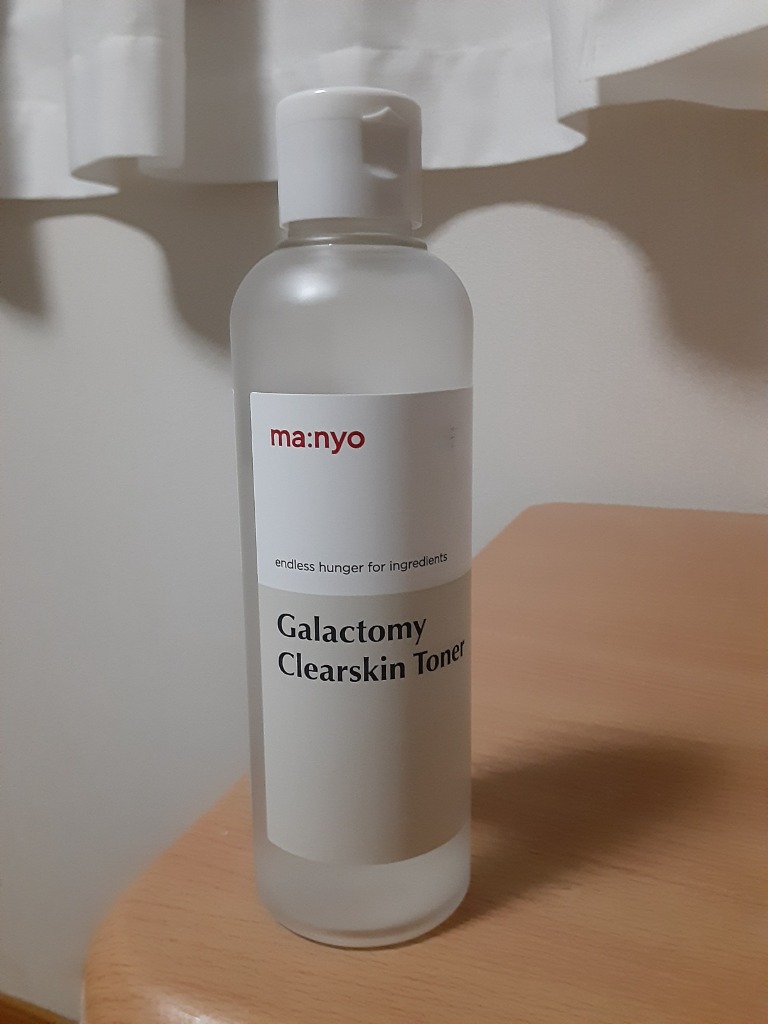 ma:nyo
endless hunger for ingredients
Galactomy
Clearskin Toner